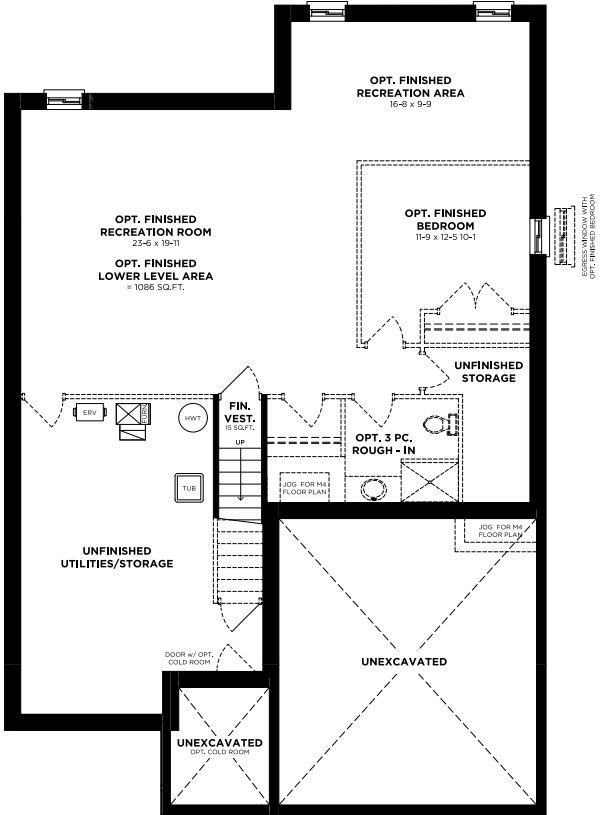 OPT. FINISHED
RECREATION AREA
16-8 x 9-9
EGRESS WINDOW WITH
OPT. FINISHED BEDROOM
OPT. FINISHED
BEDROOM
11-9 x 12-5 10-1
OPT. FINISHED
RECREATION ROOM
23-6 x 19-11
OPT. FINISHED
LOWER LEVEL AREA
= 1086 SQ.FT.
UNFINISHED
STORAGE
ERV
FURN
HWT
FIN.
VEST.
15 SQ.FT.
UP
OPT. 3 PC.
ROUGH - IN
JOG FOR M4
FLOOR PLAN
TUB
JOG FOR M4
FLOOR PLAN
UNFINISHED
UTILITIES/STORAGE
DOOR w/ OPT.
COLD ROOM
UNEXCAVATED
UNEXCAVATED
OPT. COLD ROOM